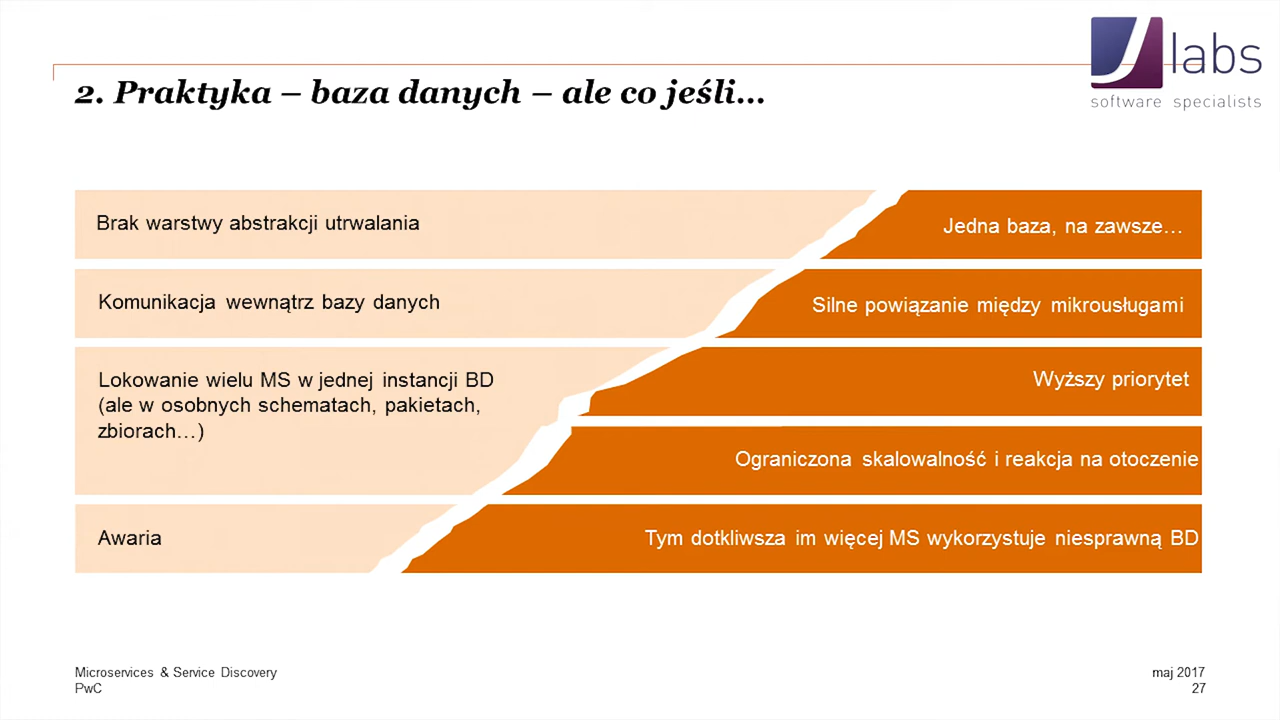 labs
software specialists
2. Praktyka – baza danych – ale co jeśli…
Brak warstwy abstrakcji utrwalania
Jedna baza, na zawsze…
Komunikacja wewnątrz bazy danych
Silne powiązanie między mikrousługami
Lokowanie wielu MS w jednej instancji BD
(ale w osobnych schematach, pakietach,
zbiorach…)
Wyższy priorytet
Ograniczona skalowalność i reakcja na otoczenie
Awaria
Tym dotkliwsza im więcej MS wykorzystuje niesprawną BD
Microservices & Service Discovery
PwC
maj 2017
27